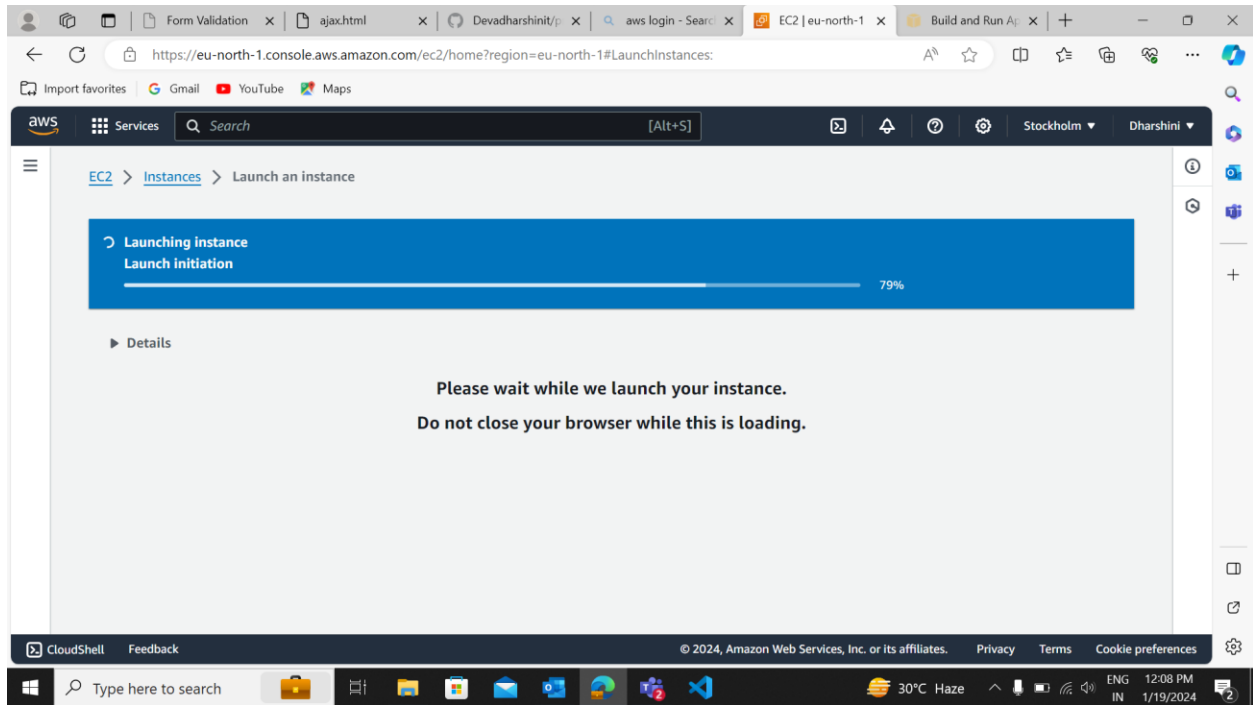 Form Validation
ajax.html
Devadharshinit/p
aws login - Searc
EC2 | eu-north-1
Build and Run Ap
https://eu-north-1.console.aws.amazon.com/ec2/home?region=eu-north-1#LaunchInstances:
Import favorites
Gmail
YouTube
Maps
aws
Services
Search
[Alt+S]
Stockholm
Dharshini
EC2 > Instances > Launch an instance
Launching instance
Launch initiation
79%
Details
Please wait while we launch your instance.
Do not close your browser while this is loading.
CloudShell
Feedback
© 2024, Amazon Web Services, Inc. or its affiliates.
Privacy
Terms
Cookie preferences
Type here to search
30°C Haze
ENG
IN
12:08 PM
1/19/2024
2
2